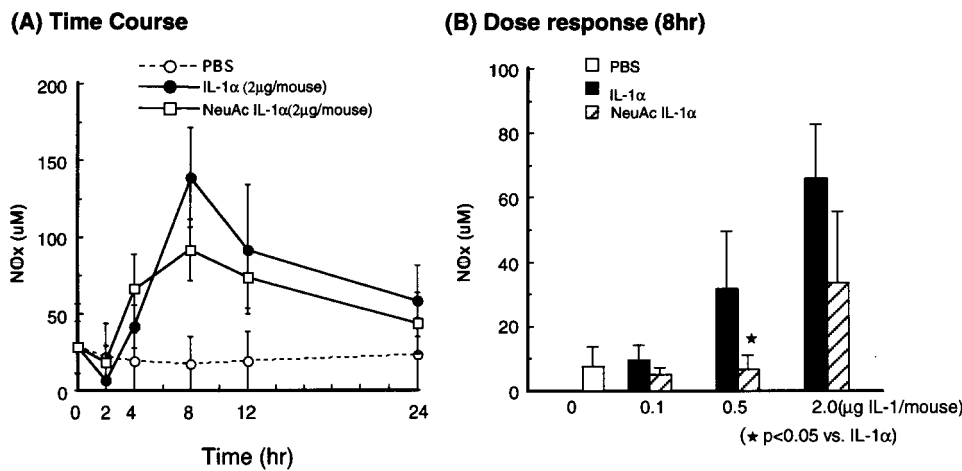 (A) Time Course
PBS
IL-1α (2μg/mouse)
NeuAc IL-1α(2μg/mouse)
NOx (uM)
200
150
100
50
0
0 2 4 8 12 24
Time (hr)
(B) Dose response (8hr)
PBS
IL-1α
NeuAc IL-1α
NOx (uM)
100
80
60
40
20
0
★
0 0.1 0.5 2.0(μg IL-1/mouse)
(★ p<0.05 vs. IL-1α)